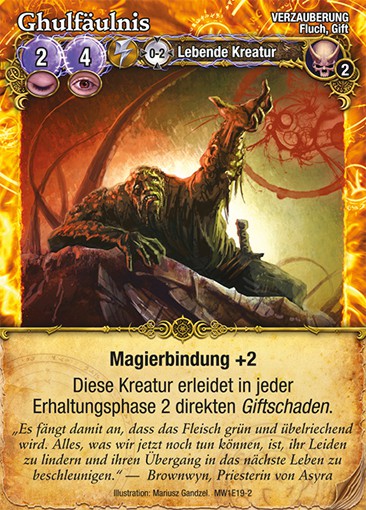 Ghulfäulnis
VERZAUBERUNG
Fluch, Gift
2 4 0-2 Lebende Kreatur
2
Magierbindung +2
Diese Kreatur erleidet in jeder
Erhaltungsphase 2 direkten Giftschaden.
„Es fängt damit an, dass das Fleisch grün und übelriechend
wird. Alles, was wir jetzt noch tun können, ist, ihr Leiden
zu lindern und ihren Übergang in das nächste Leben zu
beschleunigen.“ — Brownwyn, Priesterin von Asyra
Illustration: Mariusz Gandzel. MW1E19-2